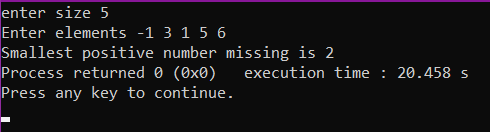 enter size 5
Enter elements -1 3 1 5 6
Smallest positive number missing is 2
Process returned 0 (0x0)   execution time : 20.458 s
Press any key to continue.